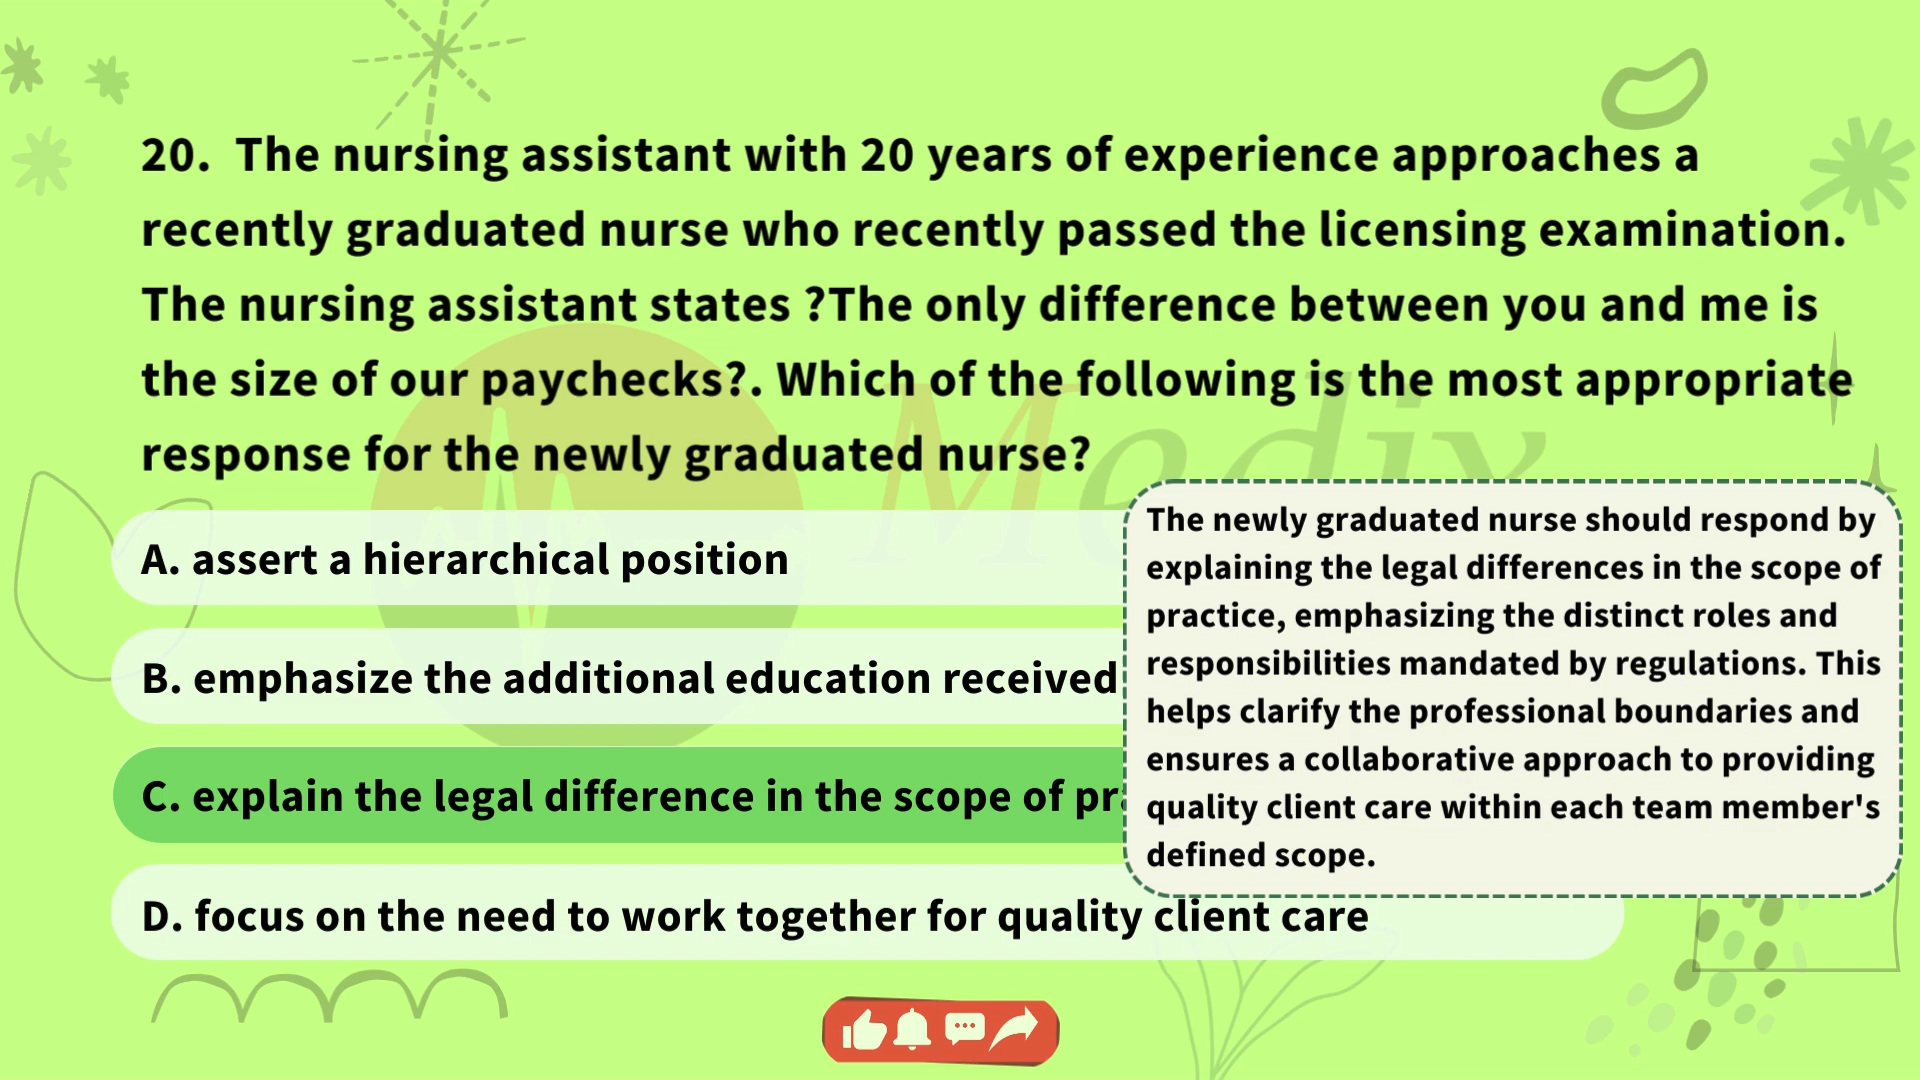 20. The nursing assistant with 20 years of experience approaches a
recently graduated nurse who recently passed the licensing examination.
The nursing assistant states ?The only difference between you and me is
the size of our paychecks?. Which of the following is the most appropriate
response for the newly graduated nurse?
Medix
A. assert a hierarchical position
B. emphasize the additional education received
C. explain the legal difference in the scope of pr
D. focus on the need to work together for quality client care
The newly graduated nurse should respond by
explaining the legal differences in the scope of
practice, emphasizing the distinct roles and
responsibilities mandated by regulations. This
helps clarify the professional boundaries and
ensures a collaborative approach to providing
quality client care within each team member's
defined scope.